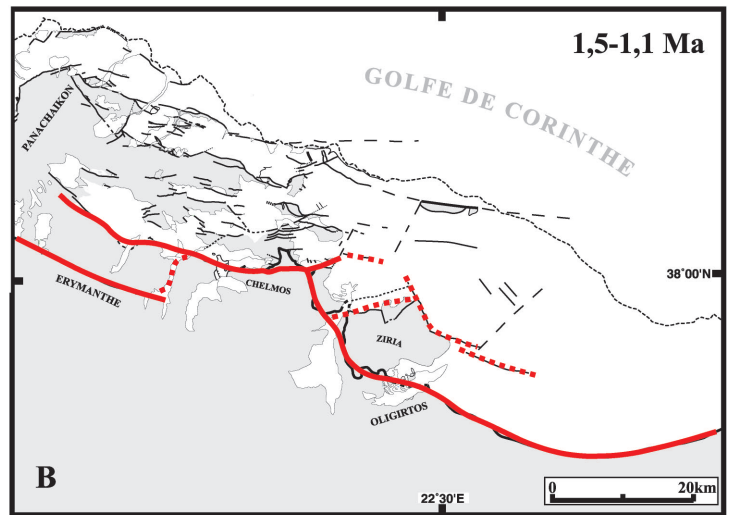 1,5-1,1 Ma
GOLFE DE CORINTHE
PANACHAIKON
38°00'N
ERYMANTHE
CHELMOS
ZIRIA
OLIGIRTOS
B
0 20km
22°30'E